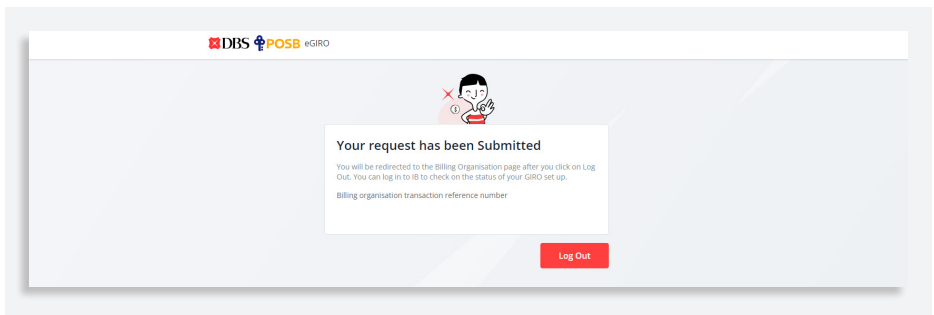 DBS POSB eGIRO
$
Your request has been Submitted
You will be redirected to the Billing Organisation page after you click on Log
Out. You can log in to IB to check on the status of your GIRO set up.
Billing organisation transaction reference number
Log Out